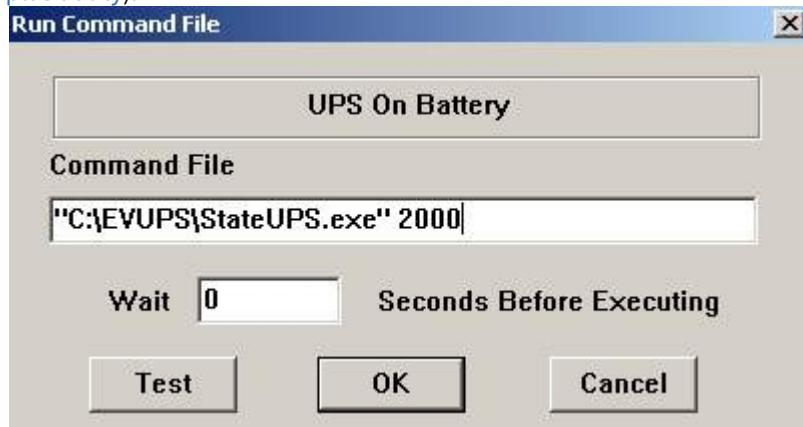 Run Command File
UPS On Battery
Command File
"C:\EVUPS\StateUPS.exe" 2000
Wait 0 Seconds Before Executing
Test OK Cancel